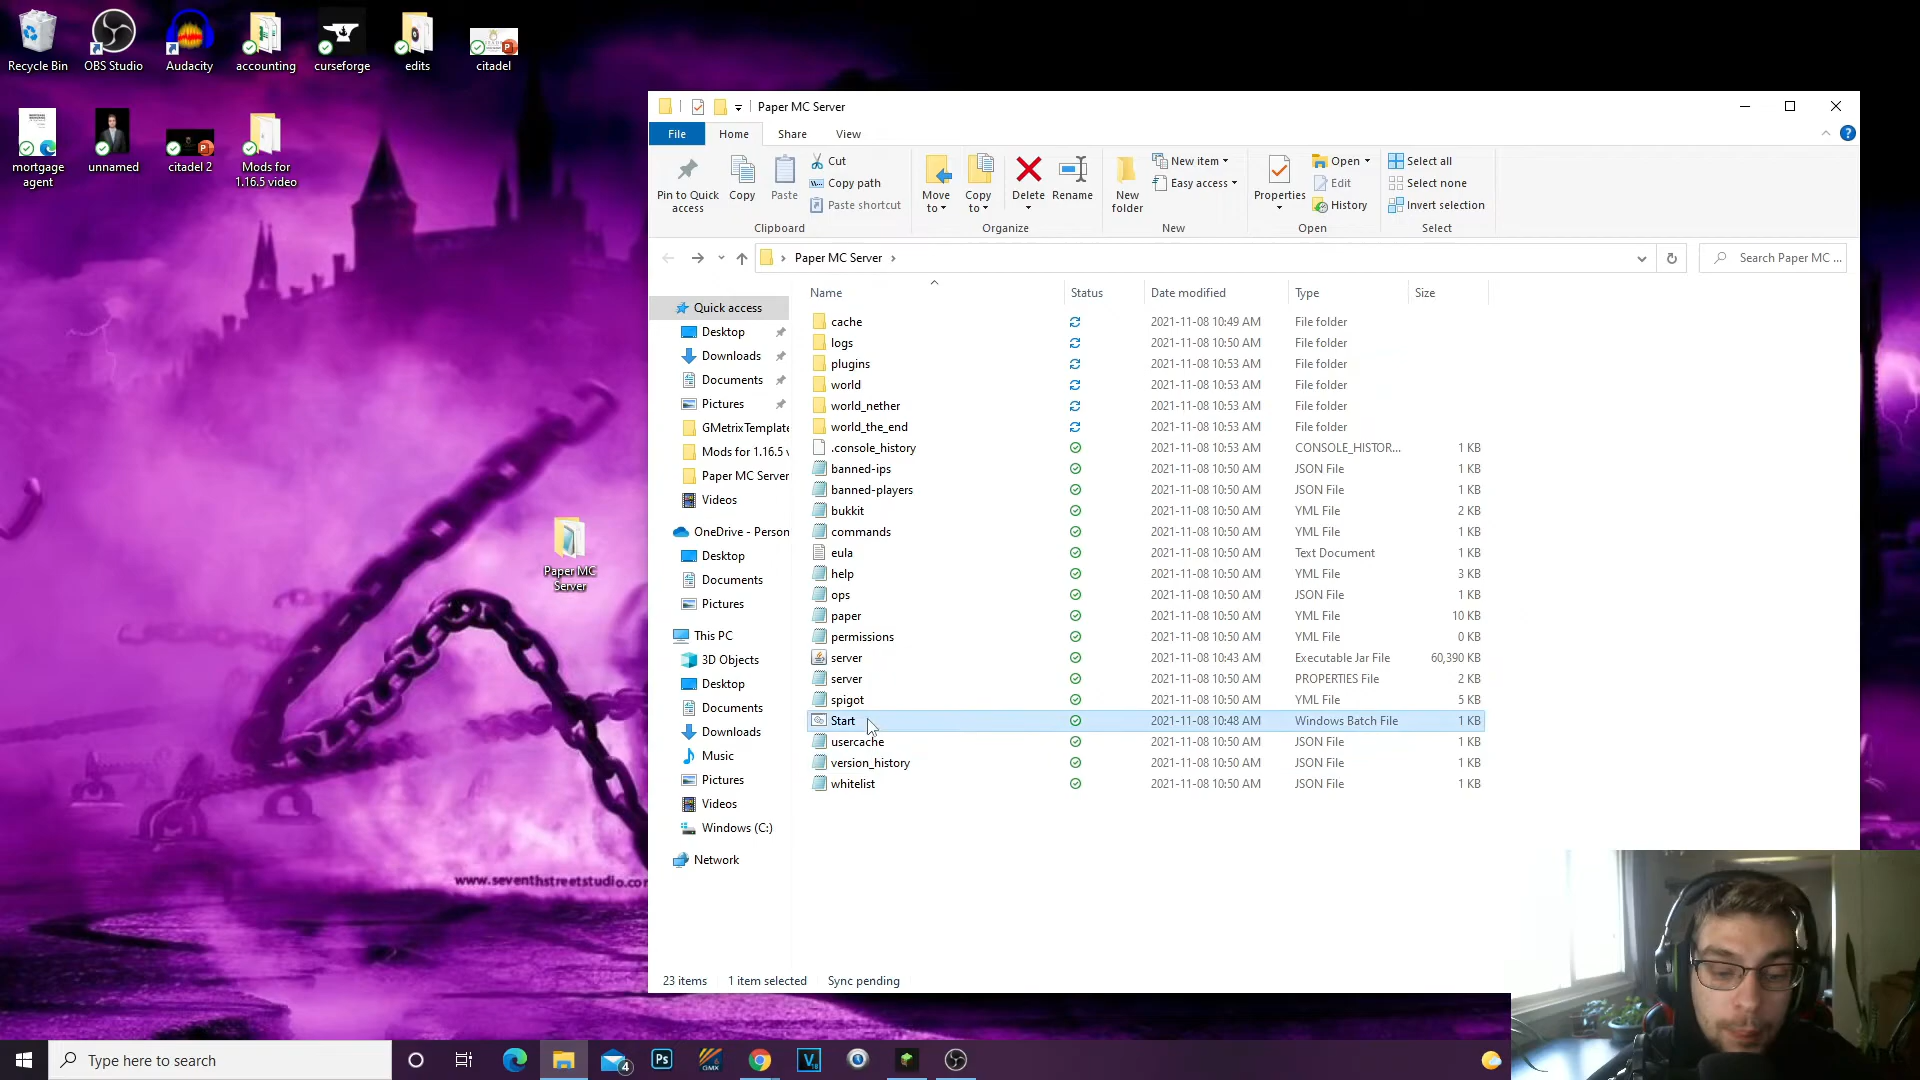 Recycle Bin
OBS Studio
Audacity
accounting
curseforge
edits
citadel
mortgage
agent
unnamed
citadel 2
Mods for
1.16.5 video
Paper MC
Server
www.seventhstreetstudio.co
Paper MC Server
File
Home
Share
View
Pin to Quick
access
Copy
Paste
Cut
Copy path
Paste shortcut
Clipboard
Move
to
Copy
to
Delete
Rename
Organize
New
folder
New item
Easy access
New
Properties
Open
Edit
History
Open
Select all
Select none
Invert selection
Select
Paper MC Server
Search Paper MC ...
Quick access
Desktop
Downloads
Documents
Pictures
GMetrixTemplate
Mods for 1.16.5 v
Paper MC Server
Videos
OneDrive - Person
Desktop
Documents
Pictures
This PC
3D Objects
Desktop
Documents
Downloads
Music
Pictures
Videos
Windows (C:)
Network
Name Status Date modified Type Size
cache 2021-11-08 10:49 AM File folder
logs 2021-11-08 10:50 AM File folder
plugins 2021-11-08 10:53 AM File folder
world 2021-11-08 10:53 AM File folder
world_nether 2021-11-08 10:53 AM File folder
world_the_end 2021-11-08 10:53 AM File folder
.console_history 2021-11-08 10:53 AM CONSOLE_HISTOR... 1 KB
banned-ips 2021-11-08 10:50 AM JSON File 1 KB
banned-players 2021-11-08 10:50 AM JSON File 1 KB
bukkit 2021-11-08 10:50 AM YML File 2 KB
commands 2021-11-08 10:50 AM YML File 1 KB
eula 2021-11-08 10:50 AM Text Document 1 KB
help 2021-11-08 10:50 AM YML File 3 KB
ops 2021-11-08 10:50 AM JSON File 1 KB
paper 2021-11-08 10:50 AM YML File 10 KB
permissions 2021-11-08 10:50 AM YML File 0 KB
server 2021-11-08 10:43 AM Executable Jar File 60,390 KB
server 2021-11-08 10:50 AM PROPERTIES File 2 KB
spigot 2021-11-08 10:50 AM YML File 5 KB
Start 2021-11-08 10:48 AM Windows Batch File 1 KB
usercache 2021-11-08 10:50 AM JSON File 1 KB
version_history 2021-11-08 10:50 AM JSON File 1 KB
whitelist 2021-11-08 10:50 AM JSON File 1 KB
23 items 1 item selected Sync pending
Type here to search
4
Ps
GMX
V
18